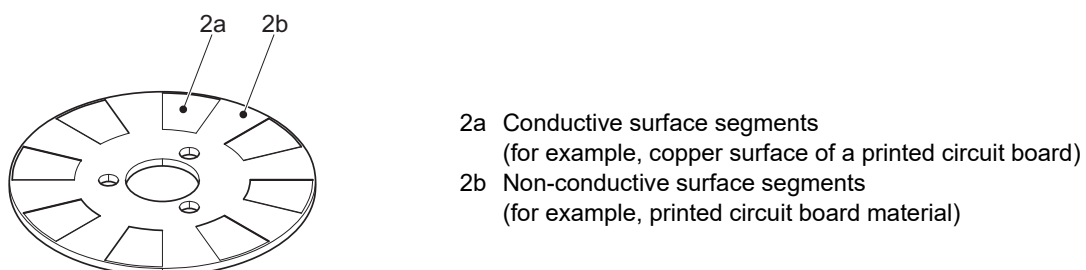 2a 2b
2a Conductive surface segments
(for example, copper surface of a printed circuit board)
2b Non-conductive surface segments
(for example, printed circuit board material)